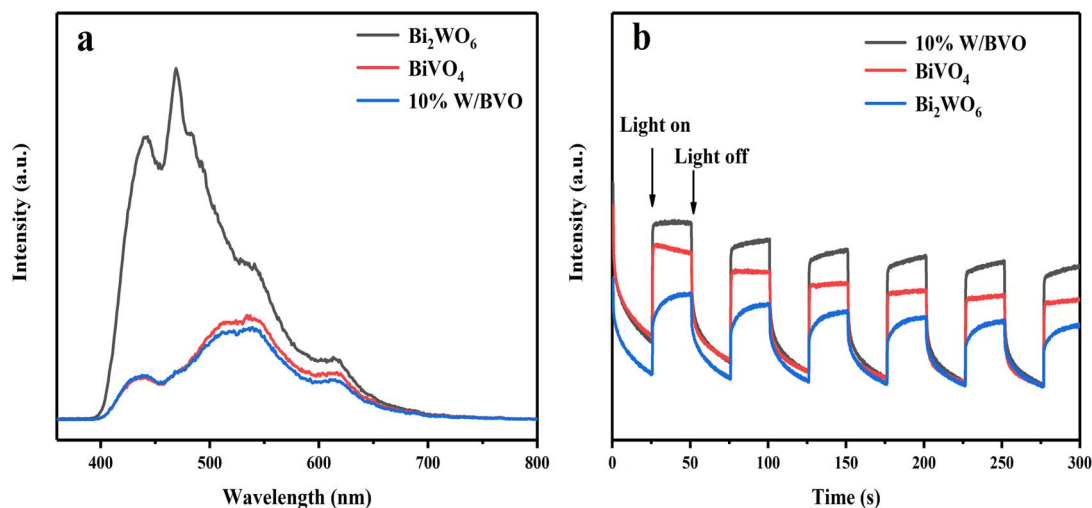 a
Bi₂WO₆
BiVO₄
10% W/BVO
Intensity (a.u.)
400 500 600 700 800
Wavelength (nm)
b
10% W/BVO
BiVO₄
Bi₂WO₆
Light on
Light off
Intensity (a.u.)
0 50 100 150 200 250 300
Time (s)